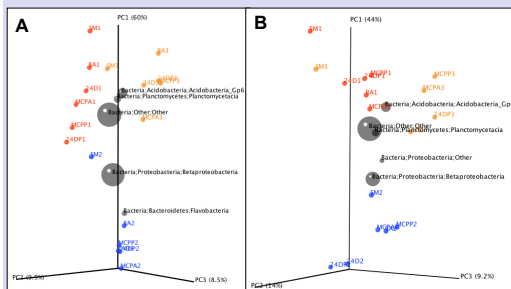 A
PC1 (60%)
SM1
BA1
BA3
SM3
24D3
MCPP3
24D1
Bacteria;Acidobacteria;Acidobacteria_Gp6
Bacteria;Planctomycetes;Planctomycetacia
MCPA1
Bacteria;Other;Other
MCPA3
MCPP1
24DP1
SM2
Bacteria;Proteobacteria;Betaproteobacteria
Bacteria;Bacteroidetes;Flavobacteria
BA2
MCPP2
MCPA2
PC3 (8.5%)
B
PC1 (44%)
SM1
SM3
24D1
24DP1
MCPP1
MCPP3
BA1
MCPA3
Bacteria;Acidobacteria;Acidobacteria_Gp
24DP3
Bacteria;Other;Other
Bacteria;Planctomycetes;Planctomycetacia
Bacteria;Proteobacteria;Other
Bacteria;Proteobacteria;Betaproteobacteria
SM2
MCPP2
24D2
PC3 (9.2%)